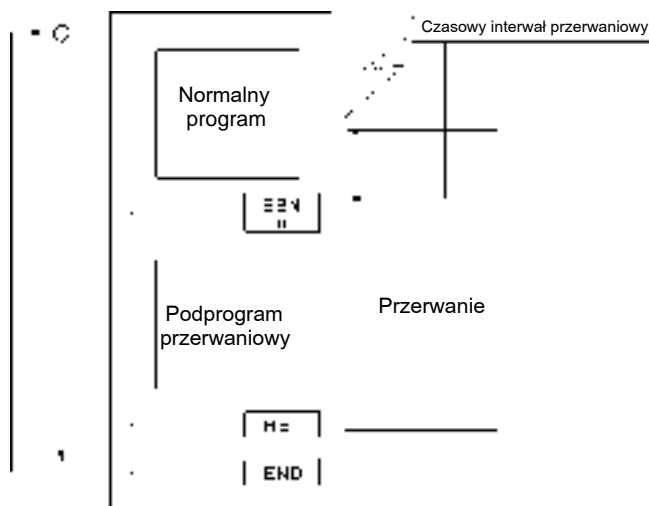 Czasowy interwał przerwaniowy
Normalny
program
Podprogram
przerwaniowy
Przerwanie
END